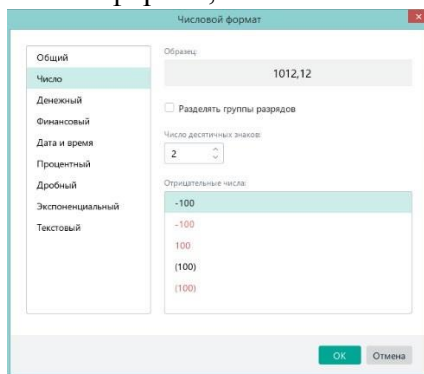 Числовой формат
Общий
Число
Денежный
Финансовый
Дата и время
Процентный
Дробный
Экспоненциальный
Текстовый
Образец:
1012,12
Разделять группы разрядов
Число десятичных знаков:
2
Отрицательные числа:
-100
-100
100
(100)
(100)
ОК
Отмена